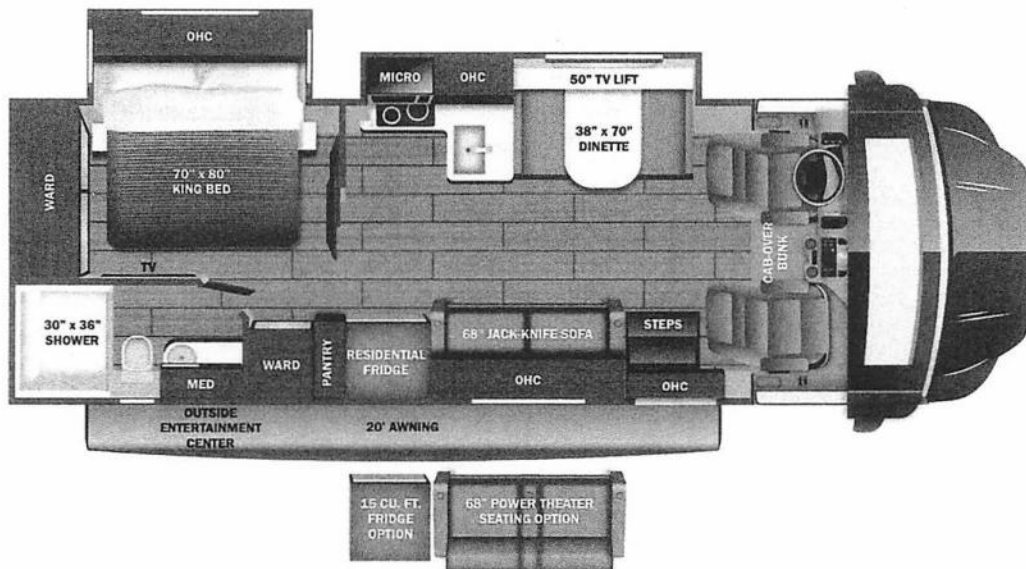 OHC
MICRO
OHC
50" TV LIFT
38" x 70"
DINETTE
WARD
70" x 80"
KING BED
CAB-OVER
BUNK
TV
30" x 36"
SHOWER
MED
WARD
PANTRY
RESIDENTIAL
FRIDGE
68" JACK-KNIFE SOFA
OHC
STEPS
OHC
OUTSIDE
ENTERTAINMENT
CENTER
20' AWNING
15 CU. FT.
FRIDGE
OPTION
68" POWER THEATER
SEATING OPTION